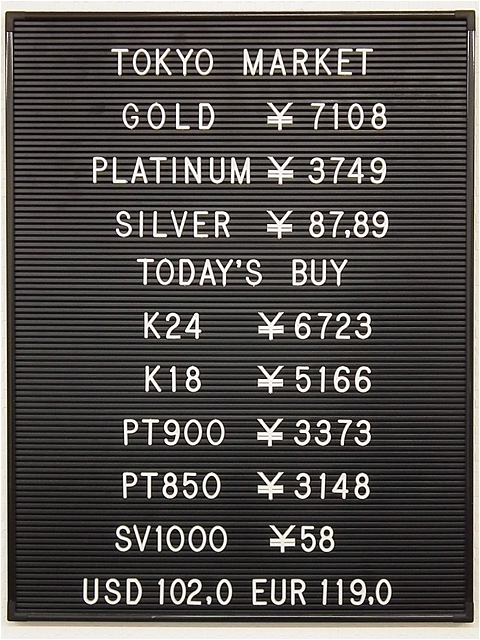 TOKYO MARKET
GOLD ¥ 7108
PLATINUM ¥ 3749
SILVER ¥ 87,89
TODAY'S BUY
K24 ¥6723
K18 ¥5166
PT900 ¥3373
PT850 ¥3148
SV1000 ¥58
USD 102,0 EUR 119,0